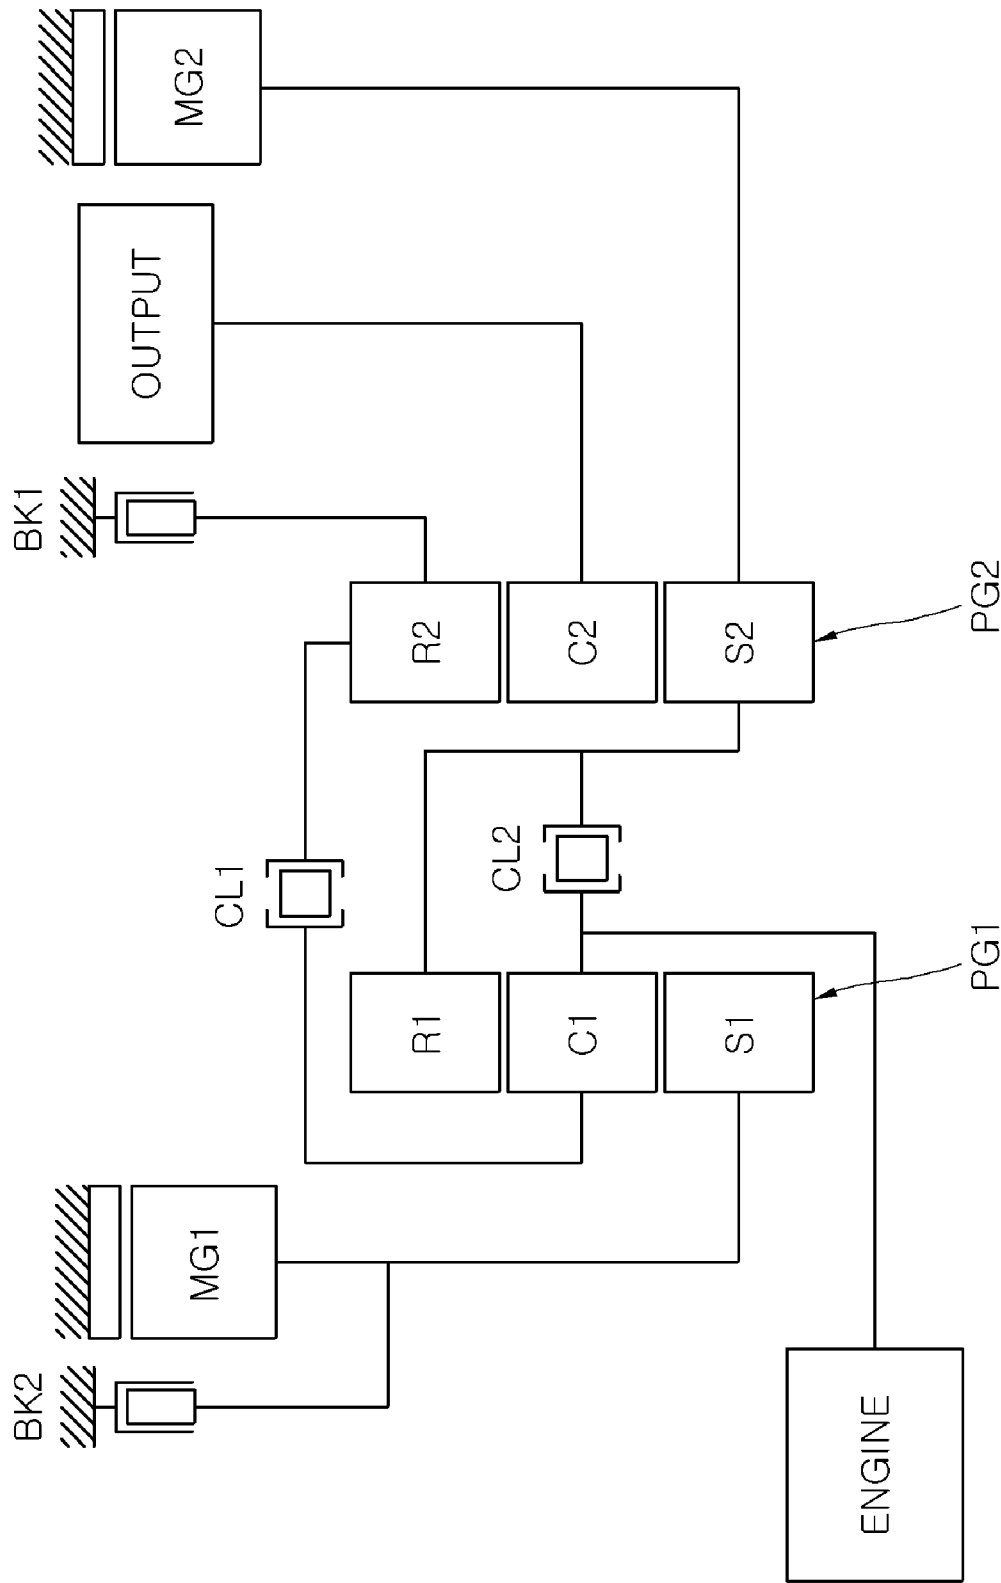 BK2
MG1
BK1
OUTPUT
MG2
CL1
R1
R2
CL2
C1
C2
S1
S2
ENGINE
PG1
PG2